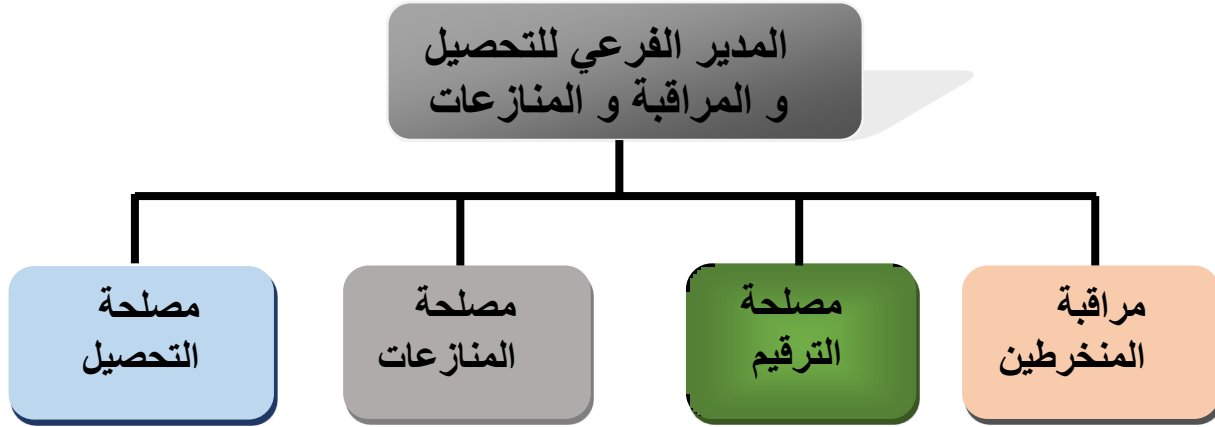 المدير الفرعي للتحصيل
و المراقبة و المنازعات
مراقبة
المنخرطين
مصلحة
الترقيم
مصلحة
المنازعات
مصلحة
التحصيل